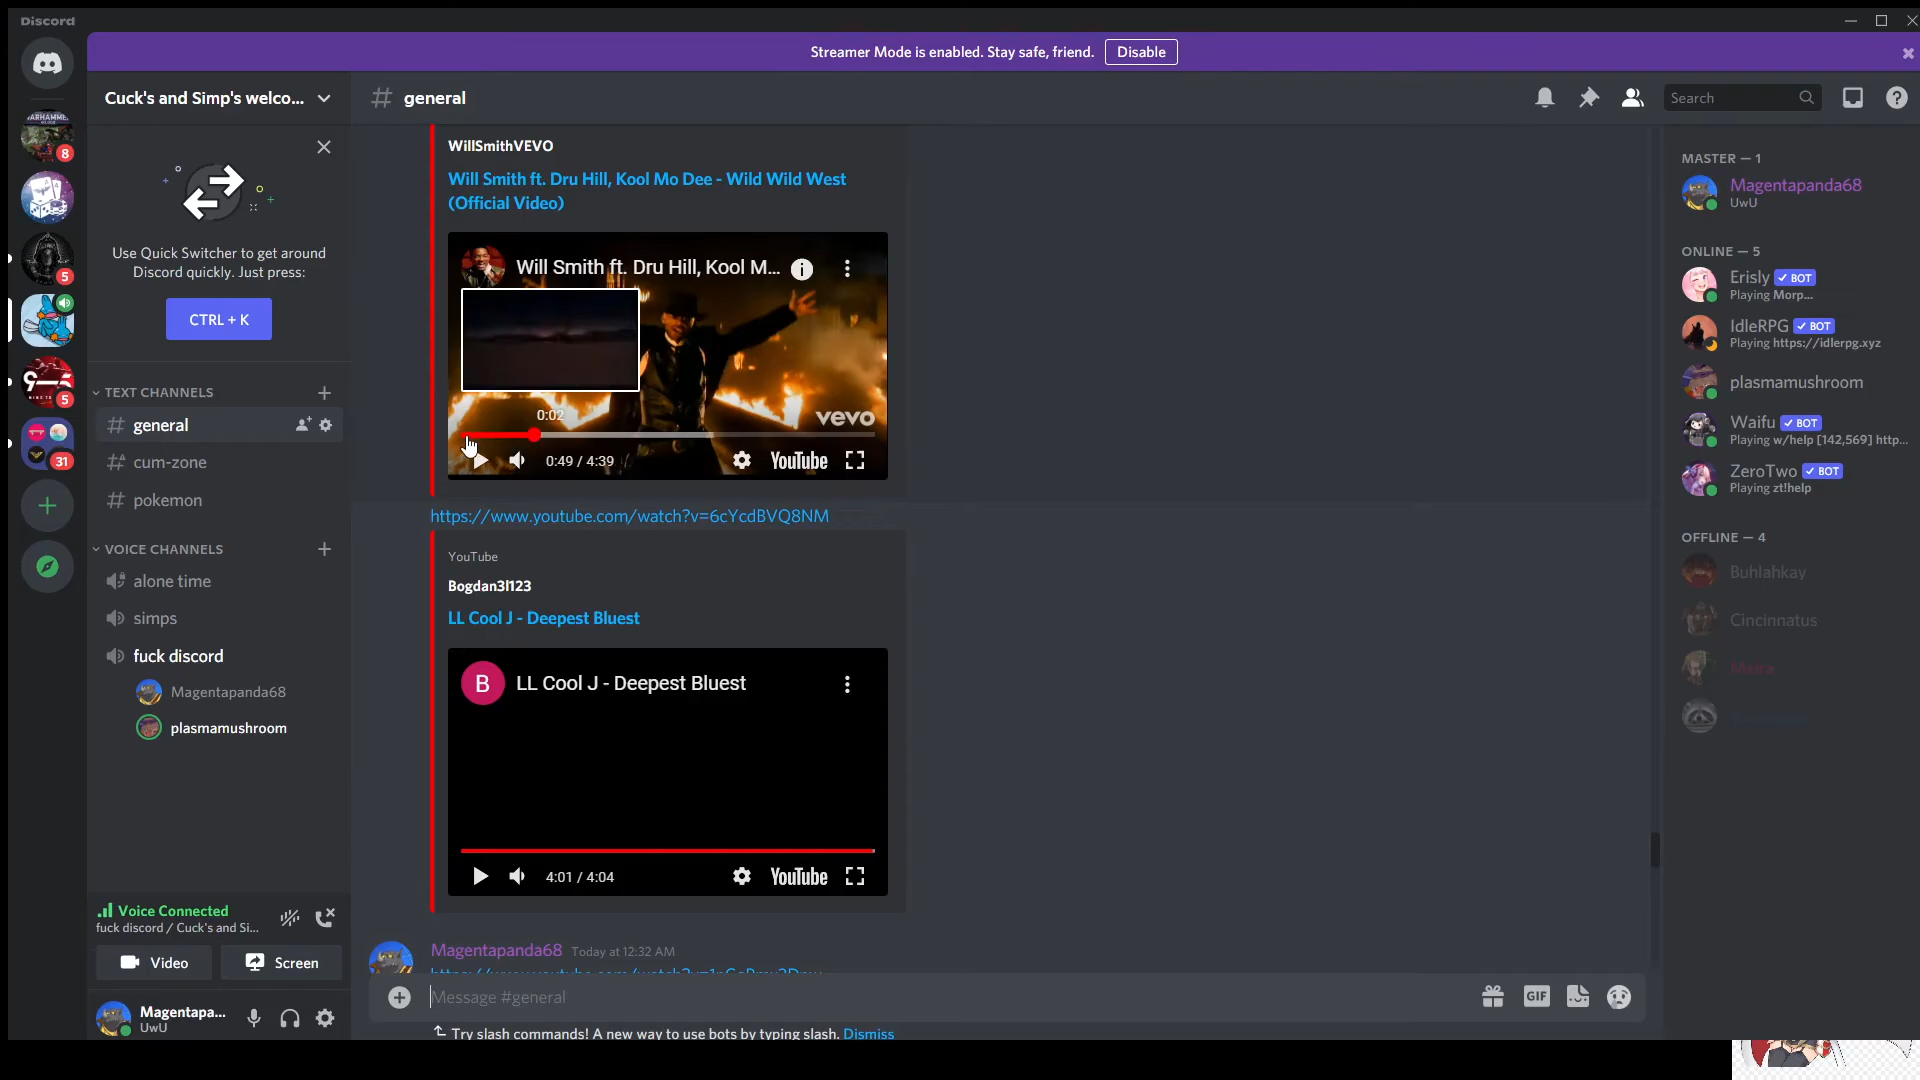 Discord
Streamer Mode is enabled. Stay safe, friend.
Disable
Cuck's and Simp's welco...
general
Search
WARHAMMER
8
5
5
31
Use Quick Switcher to get around
Discord quickly. Just press:
CTRL + K
TEXT CHANNELS
general
cum-zone
pokemon
VOICE CHANNELS
alone time
simps
fuck discord
Magentapanda68
plasmamushroom
Voice Connected
fuck discord / Cuck's and Si...
Video
Screen
Magentapa...
UwU
WillSmithVEVO
Will Smith ft. Dru Hill, Kool Mo Dee - Wild Wild West
(Official Video)
Will Smith ft. Dru Hill, Kool M...
0:02
vevo
0:49 / 4:39
YouTube
https://www.youtube.com/watch?v=6cYcdBVQ8NM
YouTube
Bogdan3l123
LL Cool J - Deepest Bluest
B
LL Cool J - Deepest Bluest
4:01 / 4:04
YouTube
Magentapanda68 Today at 12:32 AM
Message #general
GIF
Try slash commands! A new way to use bots by typing slash. Dismiss
MASTER — 1
Magentapanda68
UwU
ONLINE — 5
Erisly
BOT
Playing Morp...
IdleRPG
BOT
Playing https://idlerpg.xyz
plasmamushroom
Waifu
BOT
Playing w/help [142,569] http...
ZeroTwo
BOT
Playing zt!help
OFFLINE — 4
Buhlahkay
Cincinnatus